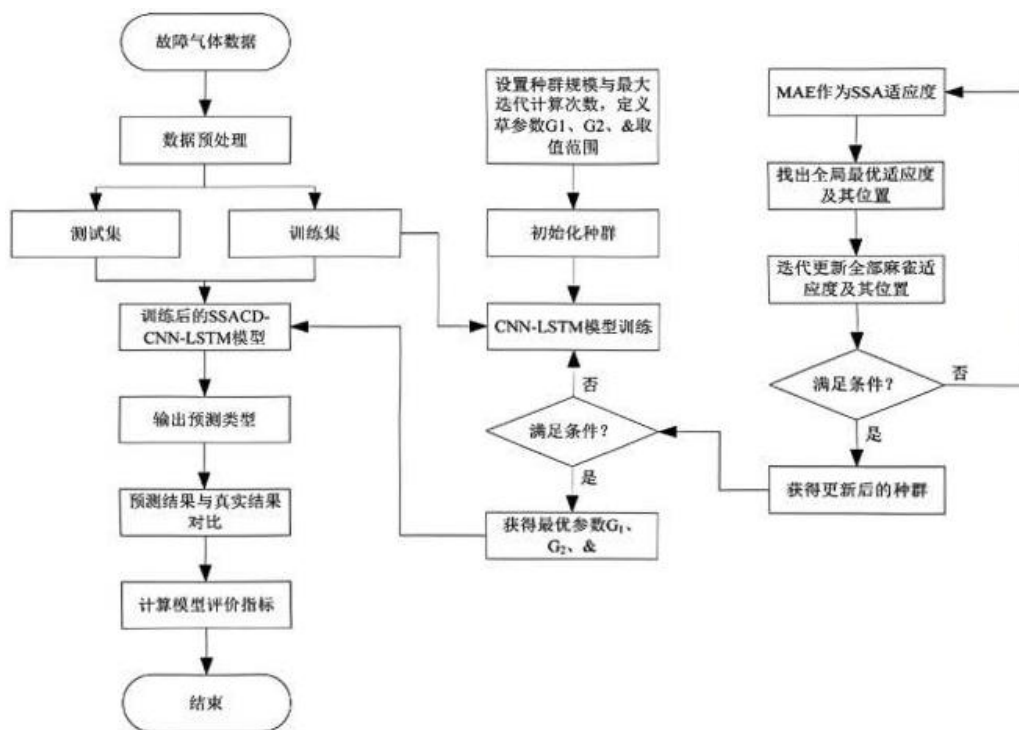 故障气体数据
数据预处理
测试集
训练集
训练后的SSACD-
CNN-LSTM模型
输出预测类型
预测结果与真实结果
对比
计算模型评价指标
结束
设置种群规模与最大
迭代计算次数，定义
草参数G1、G2、&取
值范围
初始化种群
CNN-LSTM模型训练
否
满足条件？
是
获得最优参数G₁、
G₂、&
MAE作为SSA适应度
找出全局最优适应度
及其位置
迭代更新全部麻雀适
应度及其位置
满足条件？
否
是
获得更新后的种群